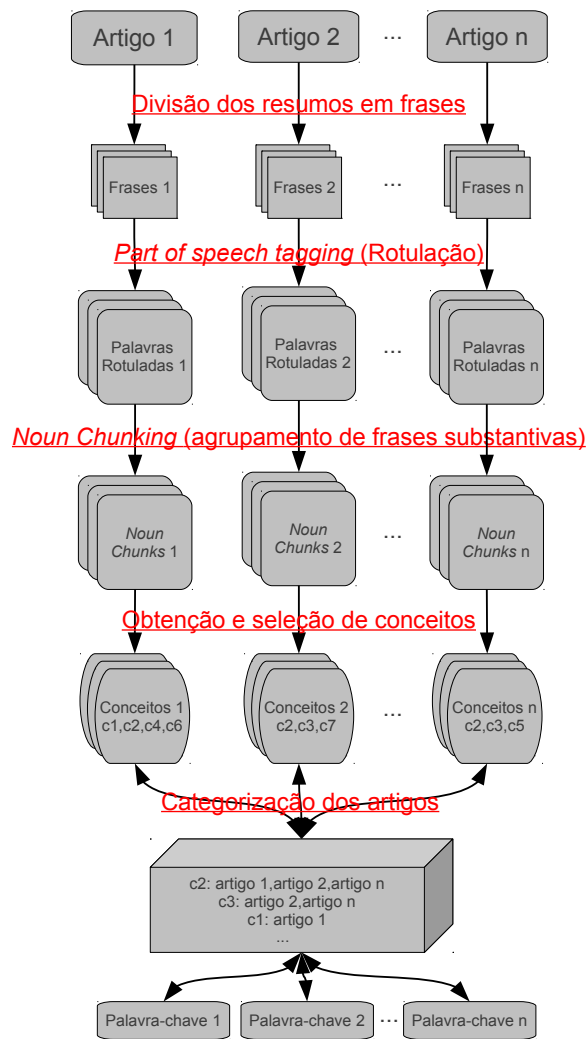 Artigo 1 Artigo 2 ... Artigo n
Divisão dos resumos em frases
Frases 1 Frases 2 ... Frases n
Part of speech tagging (Rotulação)
Palavras Palavras Palavras
Rotuladas 1 Rotuladas 2 ... Rotuladas n
Noun Chunking (agrupamento de frases substantivas)
Noun Noun Noun
Chunks 1 Chunks 2 ... Chunks n
Obtenção e seleção de conceitos
Conceitos 1 Conceitos 2 ... Conceitos n
c1,c2,c4,c6 c2,c3,c7 c2,c3,c5
Categorização dos artigos
c2: artigo 1,artigo 2,artigo n
c3: artigo 2,artigo n
c1: artigo 1
...
Palavra-chave 1 Palavra-chave 2 ... Palavra-chave n